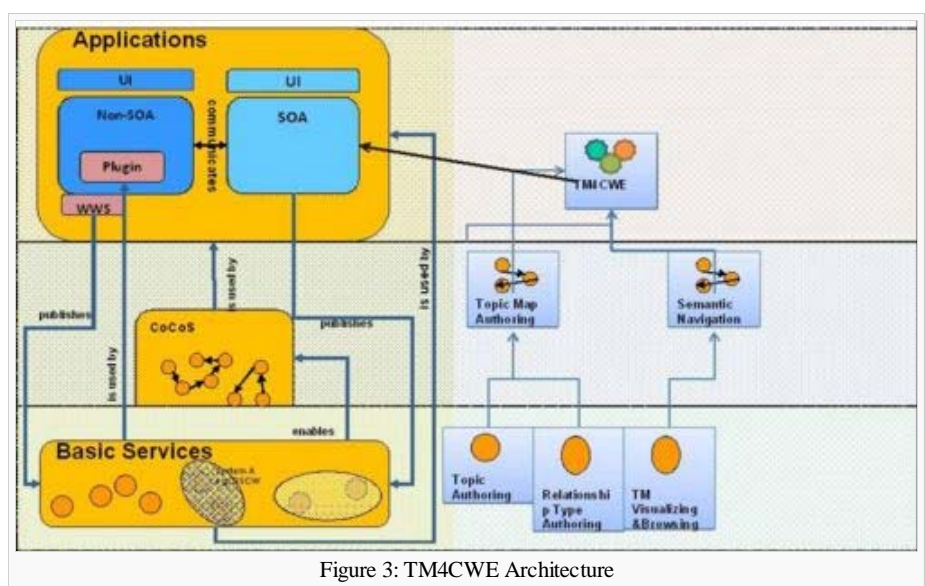 Applications
UI
UI
Non-SOA
SOA
communicates
Plugin
WWS
TM4CWE
is used by
is used by
Topic Map
Authoring
Semantic
Navigation
publishes
publishes
CoCoS
is used by
enables
Basic Services
System A
Topic
Authoring
Relationshi
p Type
Authoring
TM
Visualizing
&Browsing
Figure 3: TM4CWE Architecture